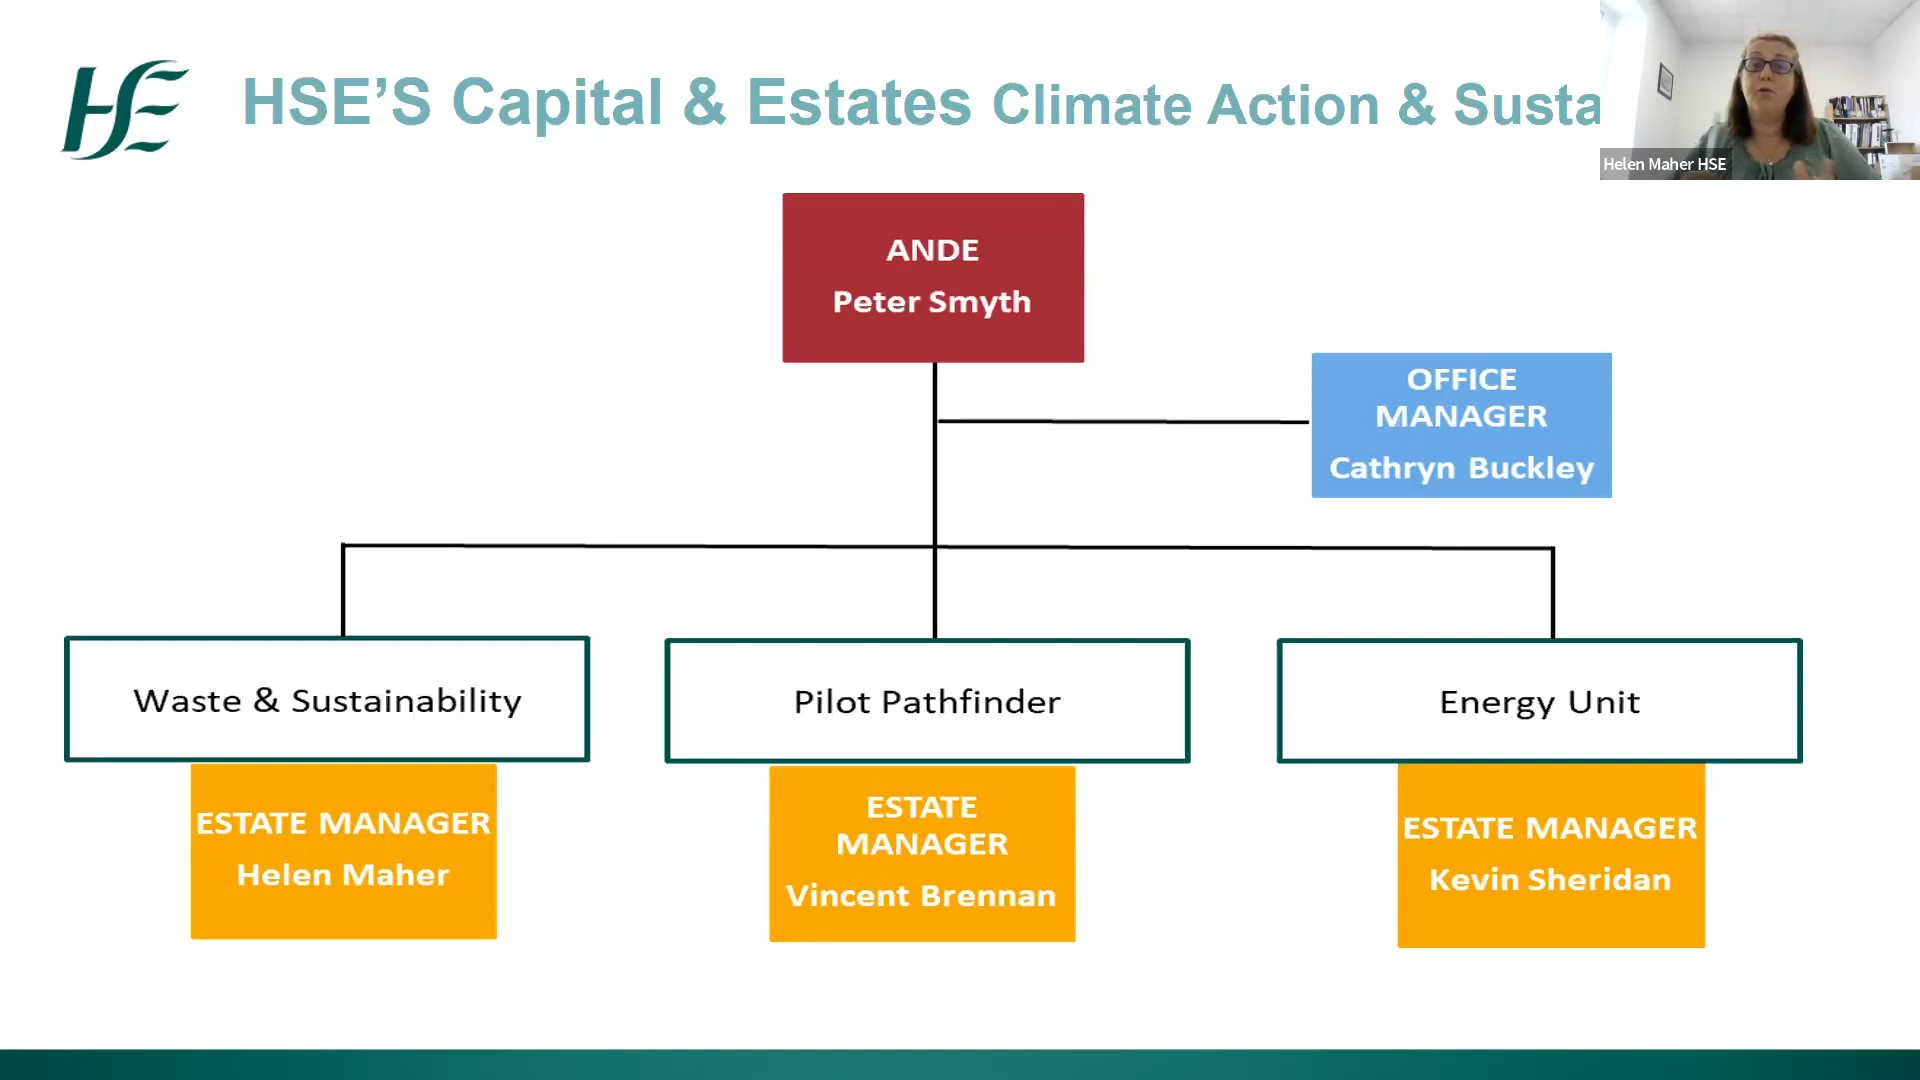 HSE
HSE'S Capital & Estates Climate Action & Susta
Helen Maher HSE
ANDE
Peter Smyth
OFFICE
MANAGER
Cathryn Buckley
Waste & Sustainability
Pilot Pathfinder
Energy Unit
ESTATE MANAGER
Helen Maher
ESTATE
MANAGER
Vincent Brennan
ESTATE MANAGER
Kevin Sheridan